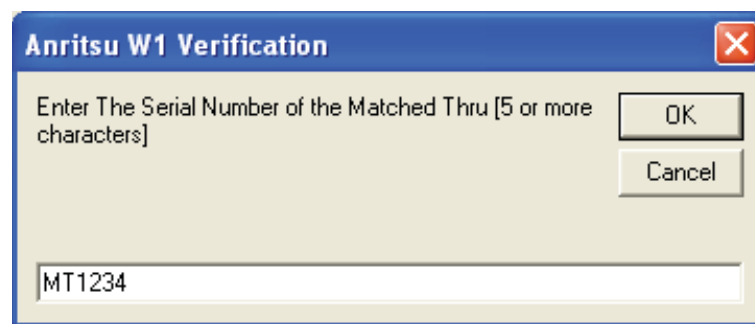 Anritsu W1 Verification
Enter The Serial Number of the Matched Thru [5 or more
characters]
OK
Cancel
MT1234